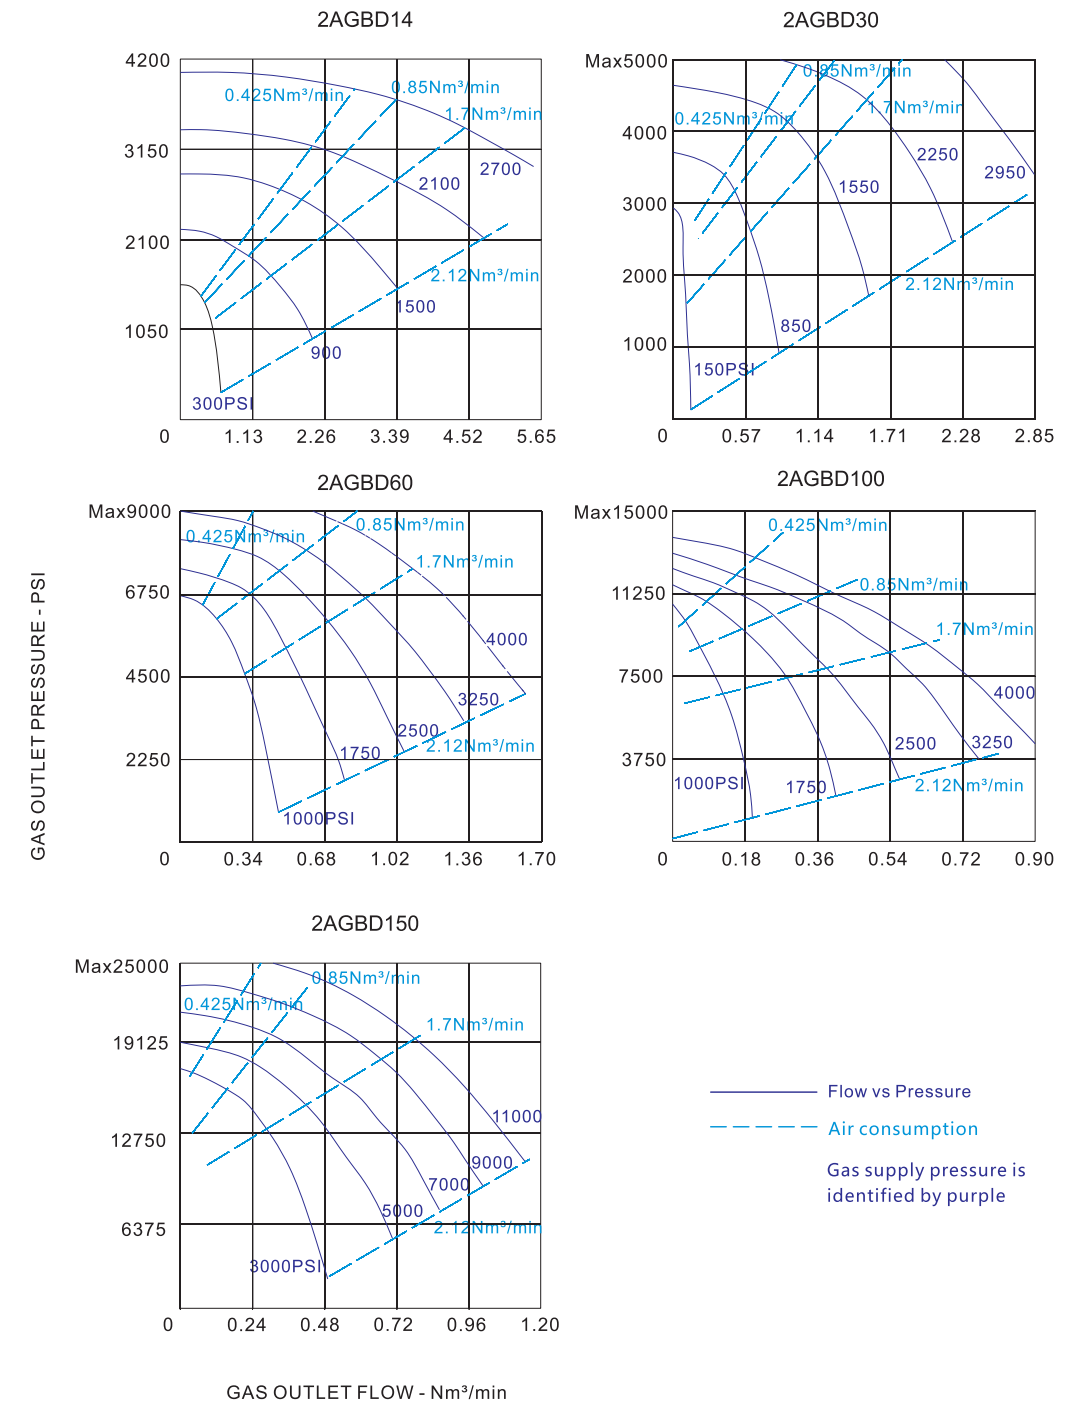 2AGBD14
4200
3150
2100
1050
0
1.13
2.26
3.39
4.52
5.65
0.425Nm³/min
0.85Nm³/min
1.7Nm³/min
2.12Nm³/min
2700
2100
1500
900
300PSI
2AGBD30
Max5000
4000
3000
2000
1000
0
0.57
1.14
1.71
2.28
2.85
0.85Nm³/min
0.425Nm³/min
1.7Nm³/min
2.12Nm³/min
2250
2950
1550
850
150PSI
GAS OUTLET PRESSURE - PSI
2AGBD60
Max9000
6750
4500
2250
0
0.34
0.68
1.02
1.36
1.70
0.425Nm³/min
0.85Nm³/min
1.7Nm³/min
2.12Nm³/min
4000
3250
2500
1750
1000PSI
2AGBD100
Max15000
11250
7500
3750
0
0.18
0.36
0.54
0.72
0.90
0.425Nm³/min
0.85Nm³/min
1.7Nm³/min
2.12Nm³/min
4000
3250
2500
1750
1000PSI
2AGBD150
Max25000
19125
12750
6375
0
0.24
0.48
0.72
0.96
1.20
0.85Nm³/min
0.425Nm³/min
1.7Nm³/min
2.12Nm³/min
11000
9000
7000
5000
3000PSI
Flow vs Pressure
Air consumption
Gas supply pressure is
identified by purple
GAS OUTLET FLOW - Nm³/min